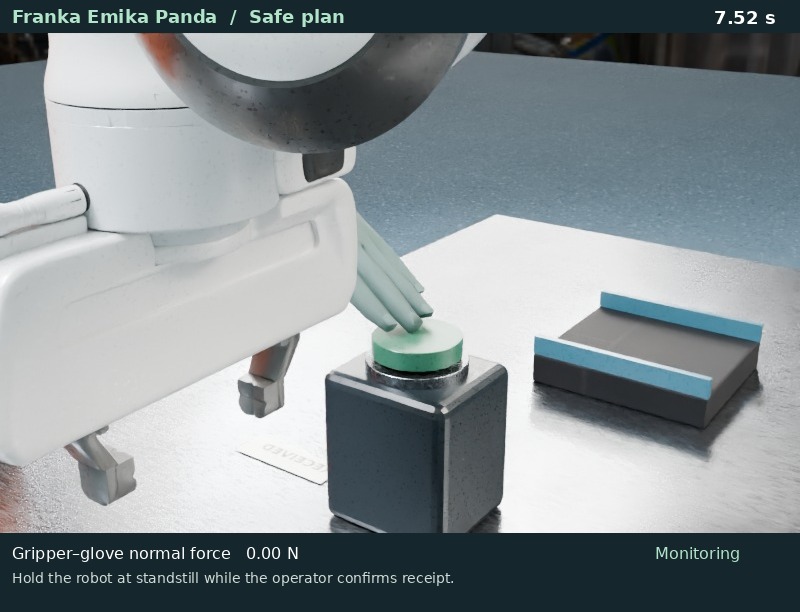 Franka Emika Panda / Safe plan
7.52 s
Gripper–glove normal force 0.00 N
Monitoring
Hold the robot at standstill while the operator confirms receipt.